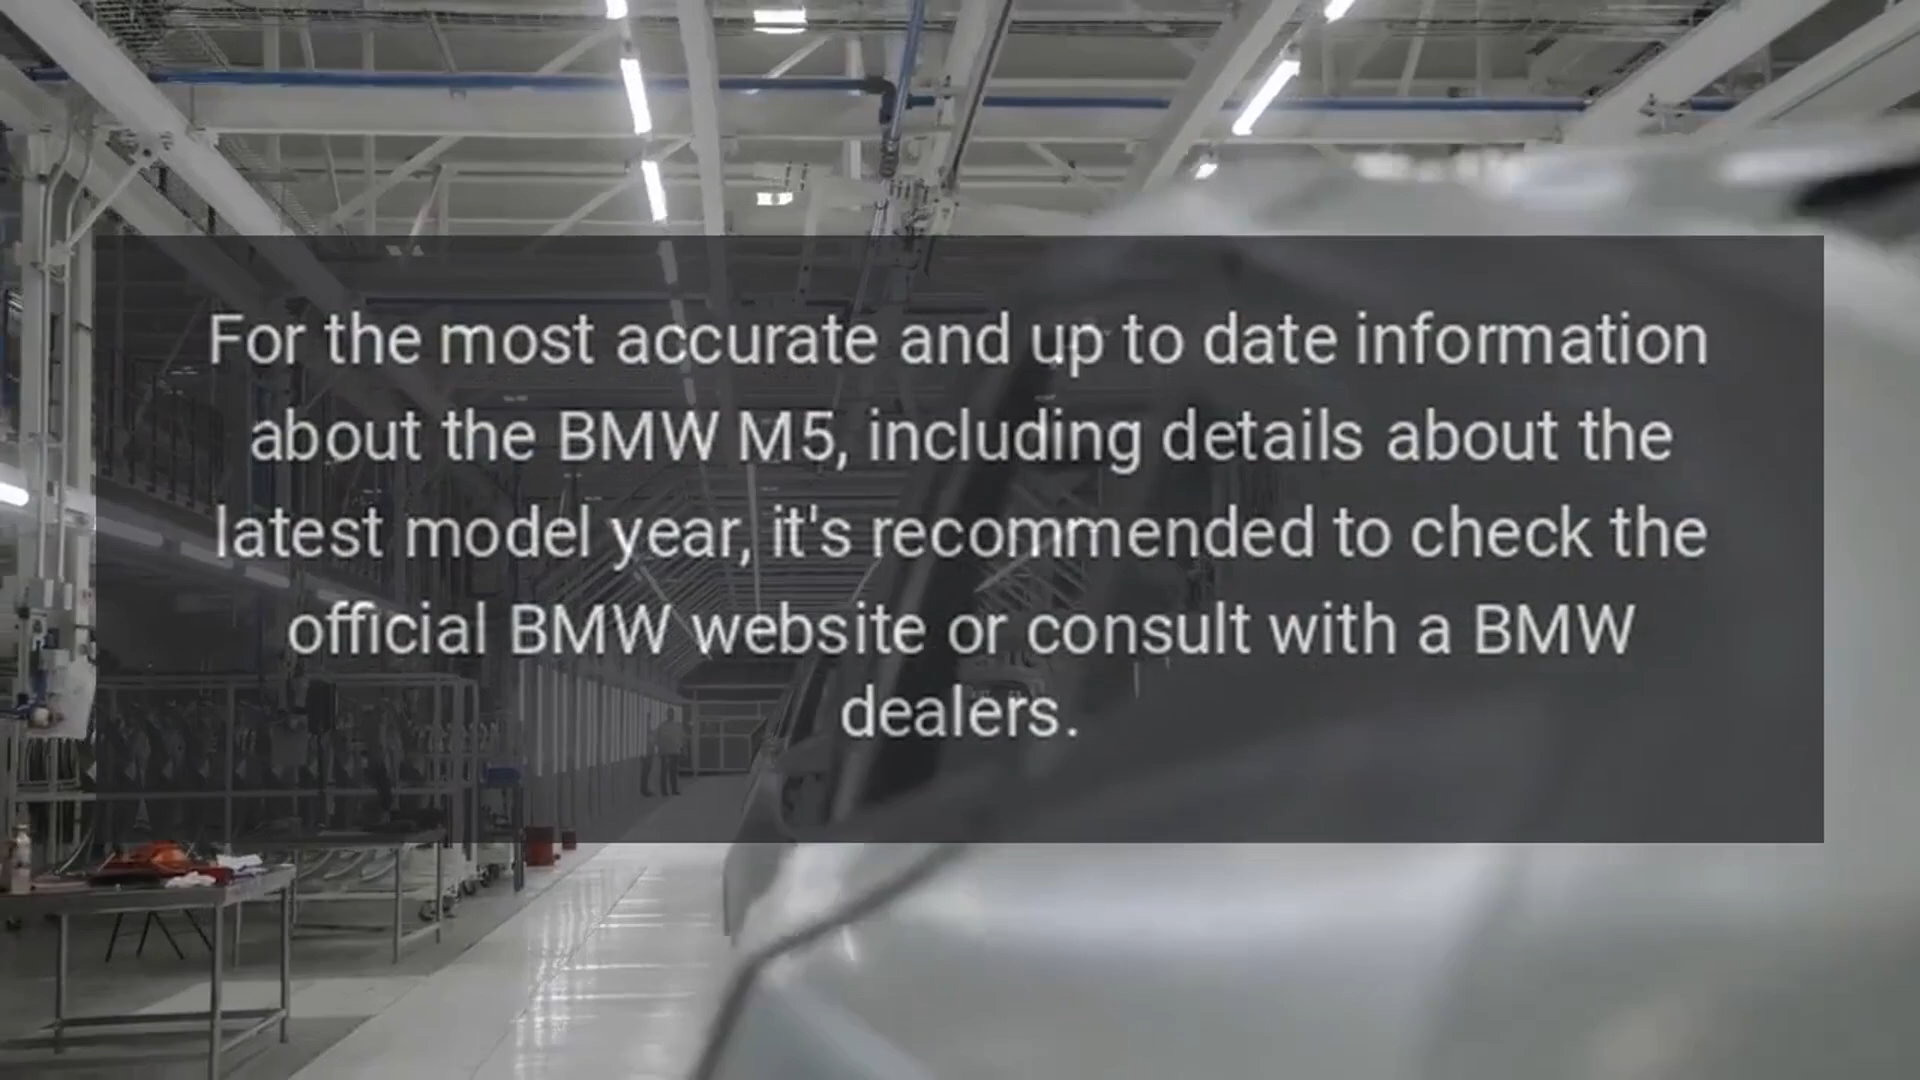 For the most accurate and up to date information
about the BMW M5, including details about the
latest model year, it's recommended to check the
official BMW website or consult with a BMW
dealers.